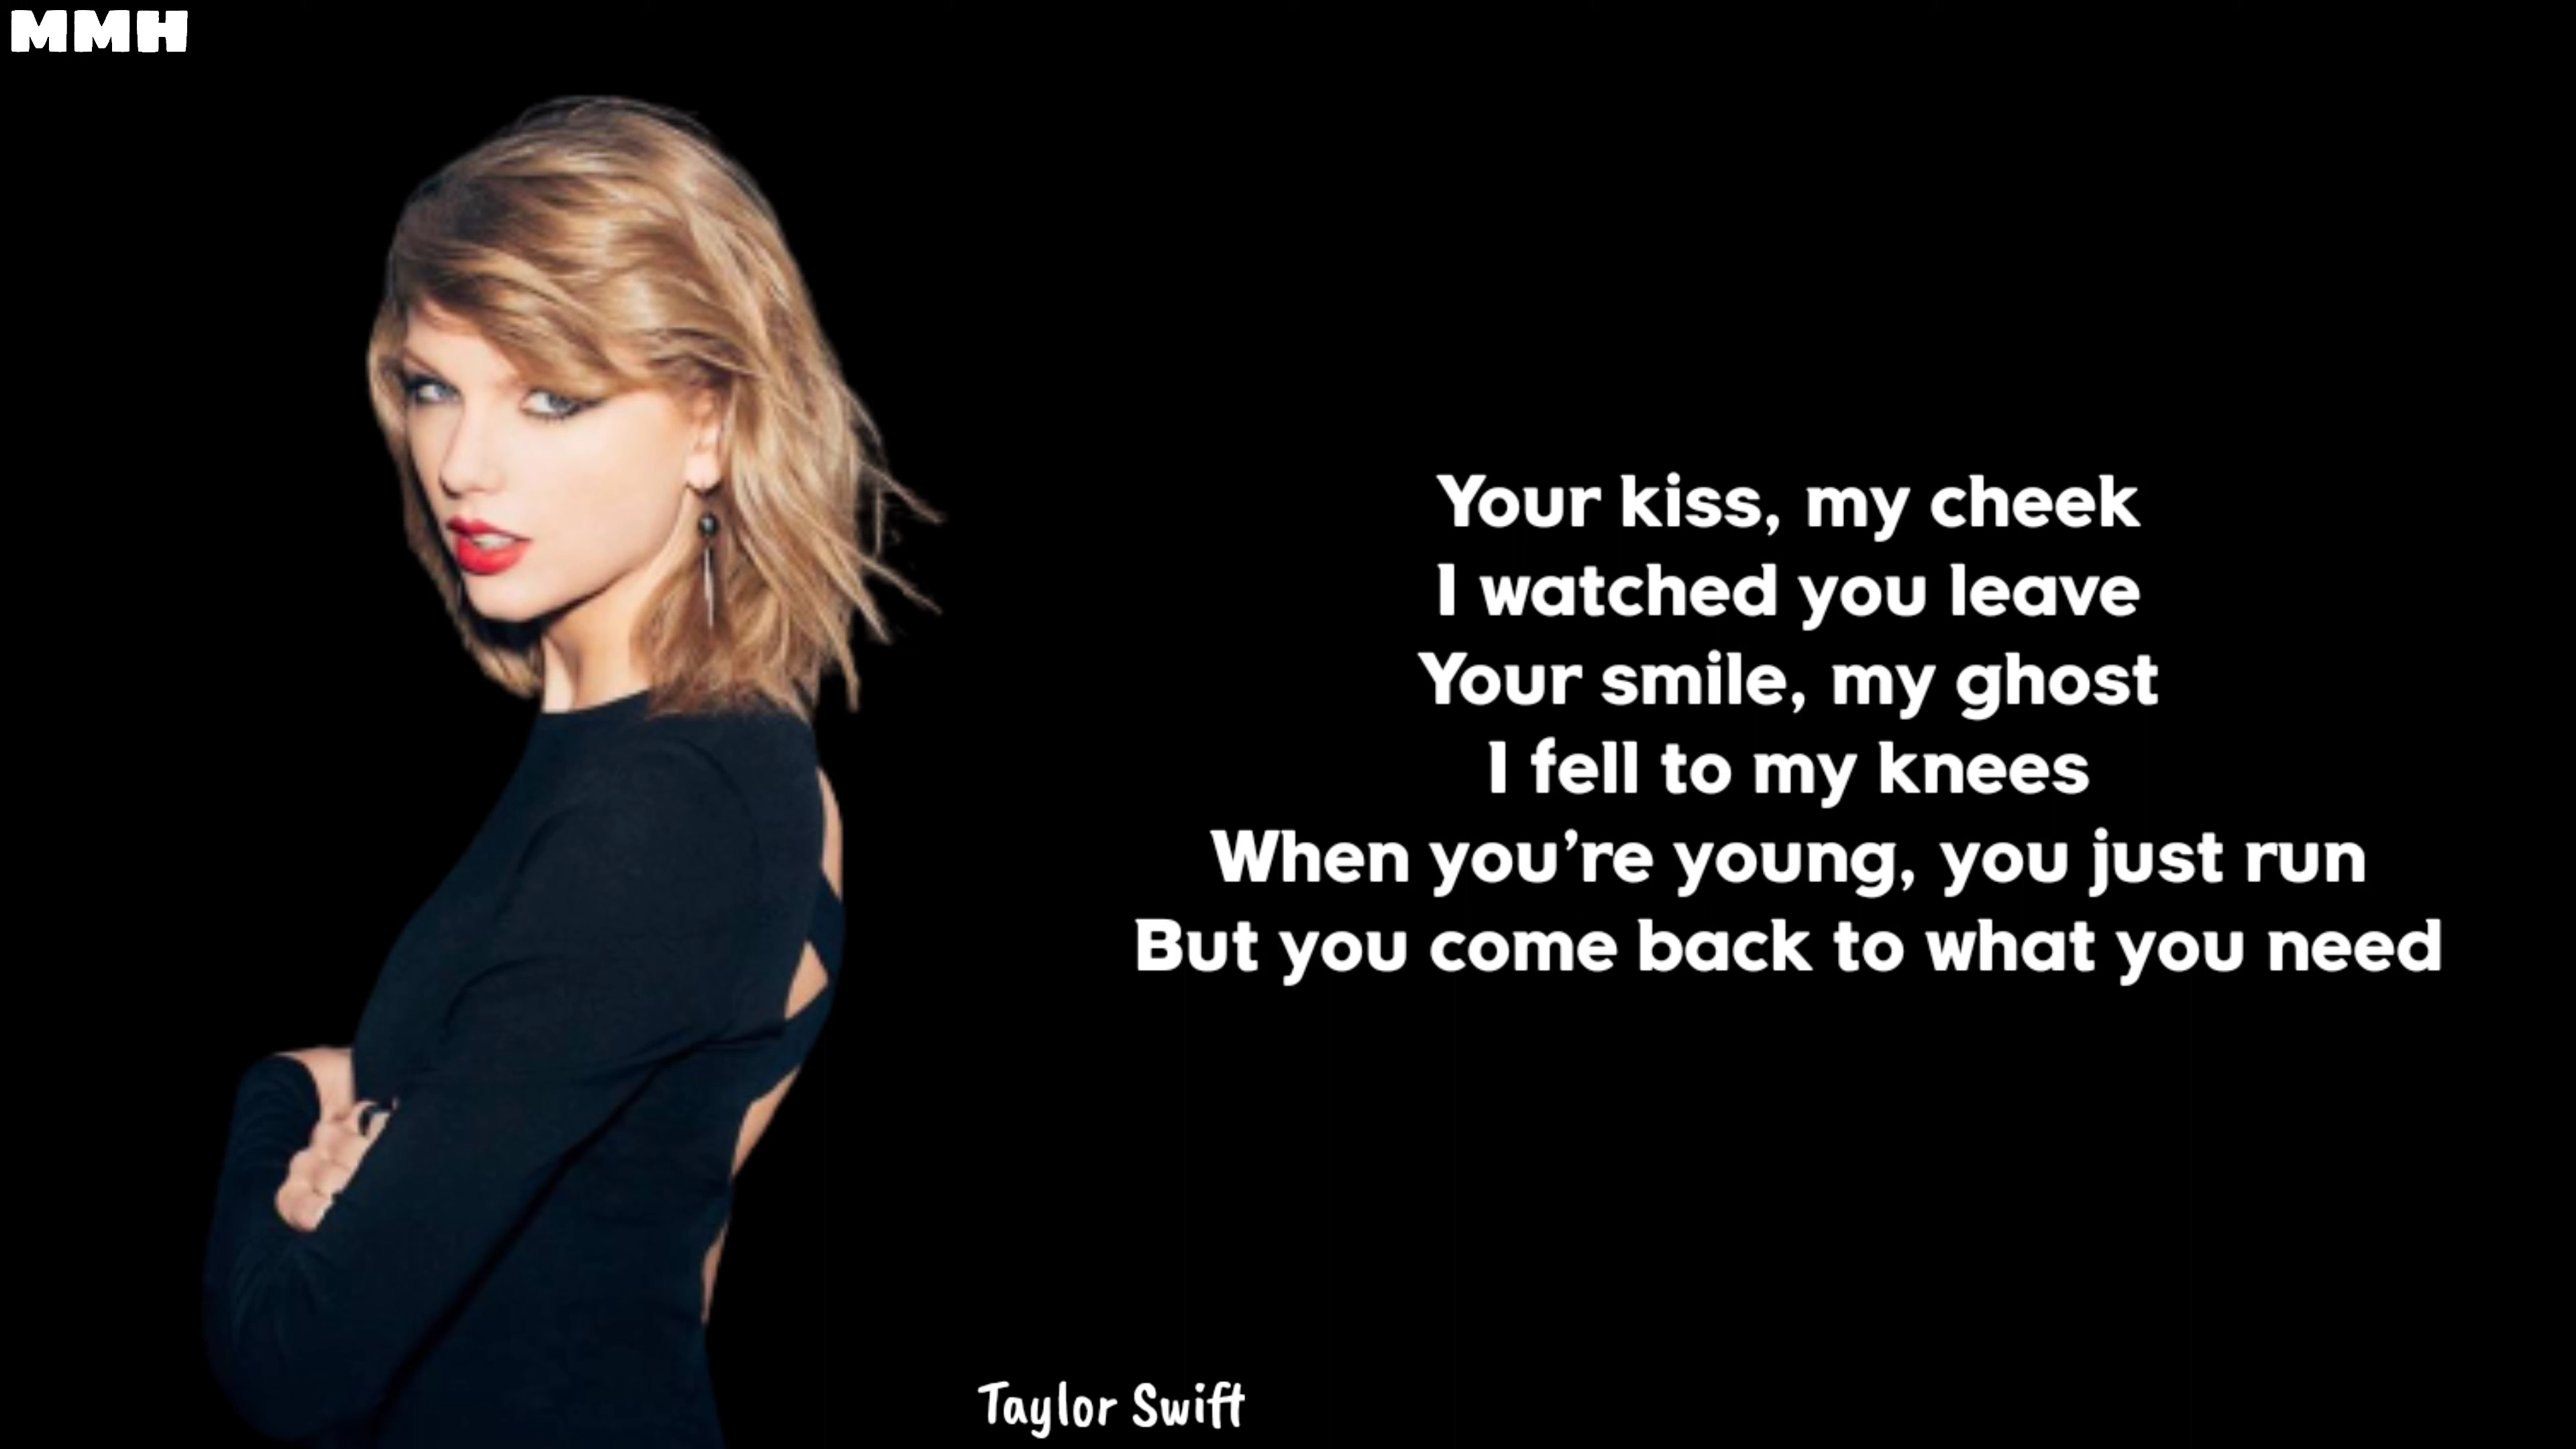 MMH
Your kiss, my cheek
I watched you leave
Your smile, my ghost
I fell to my knees
When you’re young, you just run
But you come back to what you need
Taylor Swift